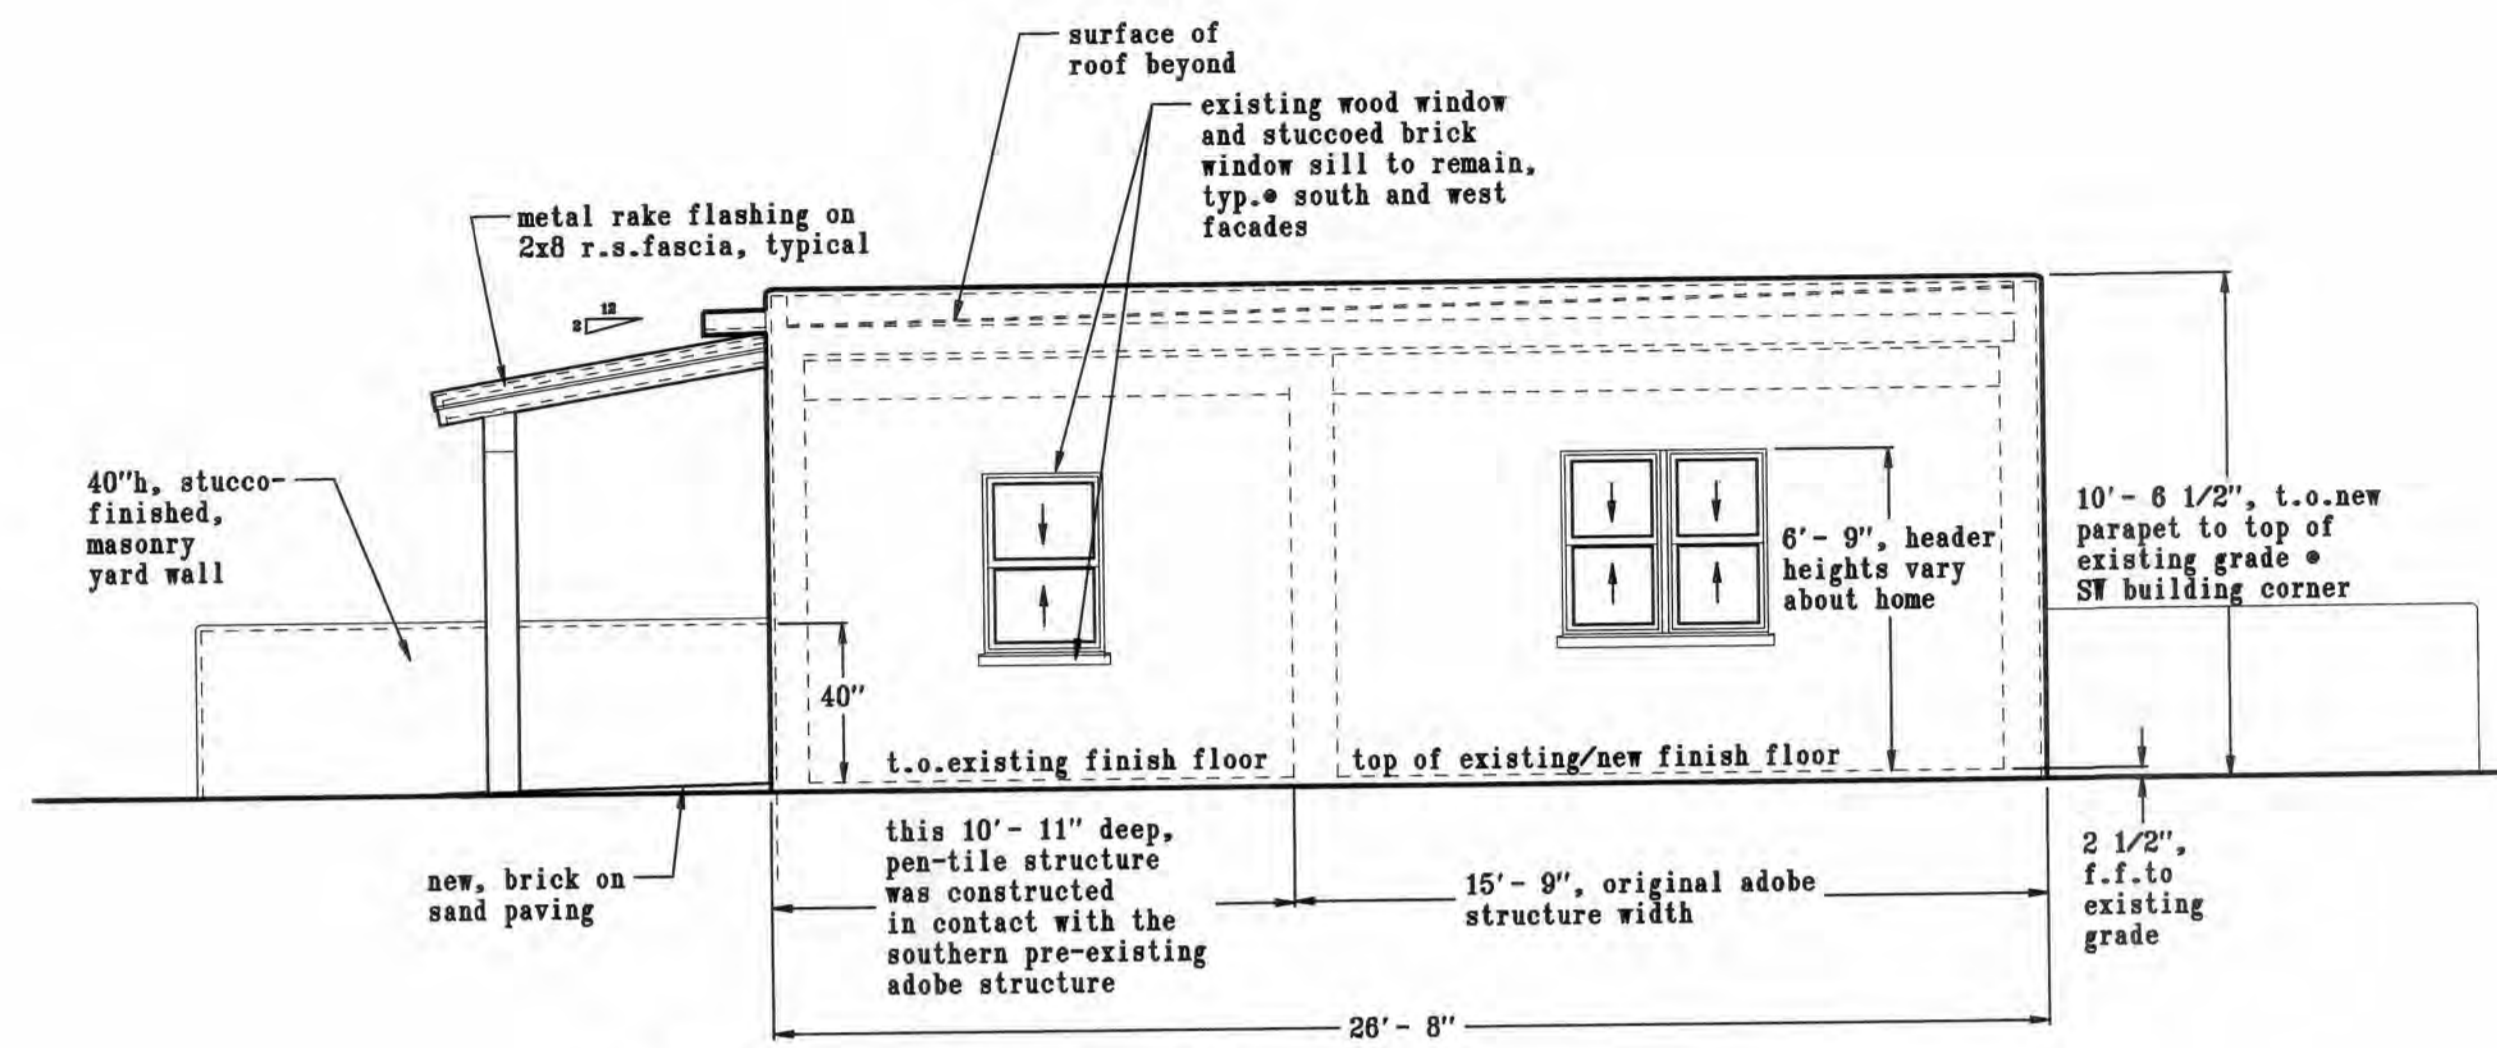 surface of
roof beyond
existing wood window
and stuccoed brick
window sill to remain,
typ.@ south and west
facades
metal rake flashing on
2x8 r.s.fascia, typical
12
2
40"h, stucco-
finished,
masonry
yard wall
6'- 9", header
heights vary
about home
10'- 6 1/2", t.o.new
parapet to top of
existing grade @
SW building corner
40"
t.o.existing finish floor
top of existing/new finish floor
new, brick on
sand paving
this 10'- 11" deep,
pen-tile structure
was constructed
in contact with the
southern pre-existing
adobe structure
15'- 9", original adobe
structure width
2 1/2",
f.f.to
existing
grade
26'- 8"